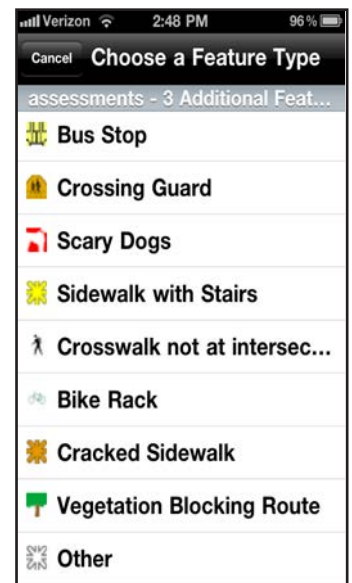 Verizon 2:48 PM 96%
Cancel Choose a Feature Type
assessments - 3 Additional Feat...
Bus Stop
Crossing Guard
Scary Dogs
Sidewalk with Stairs
Crosswalk not at intersec...
Bike Rack
Cracked Sidewalk
Vegetation Blocking Route
Other